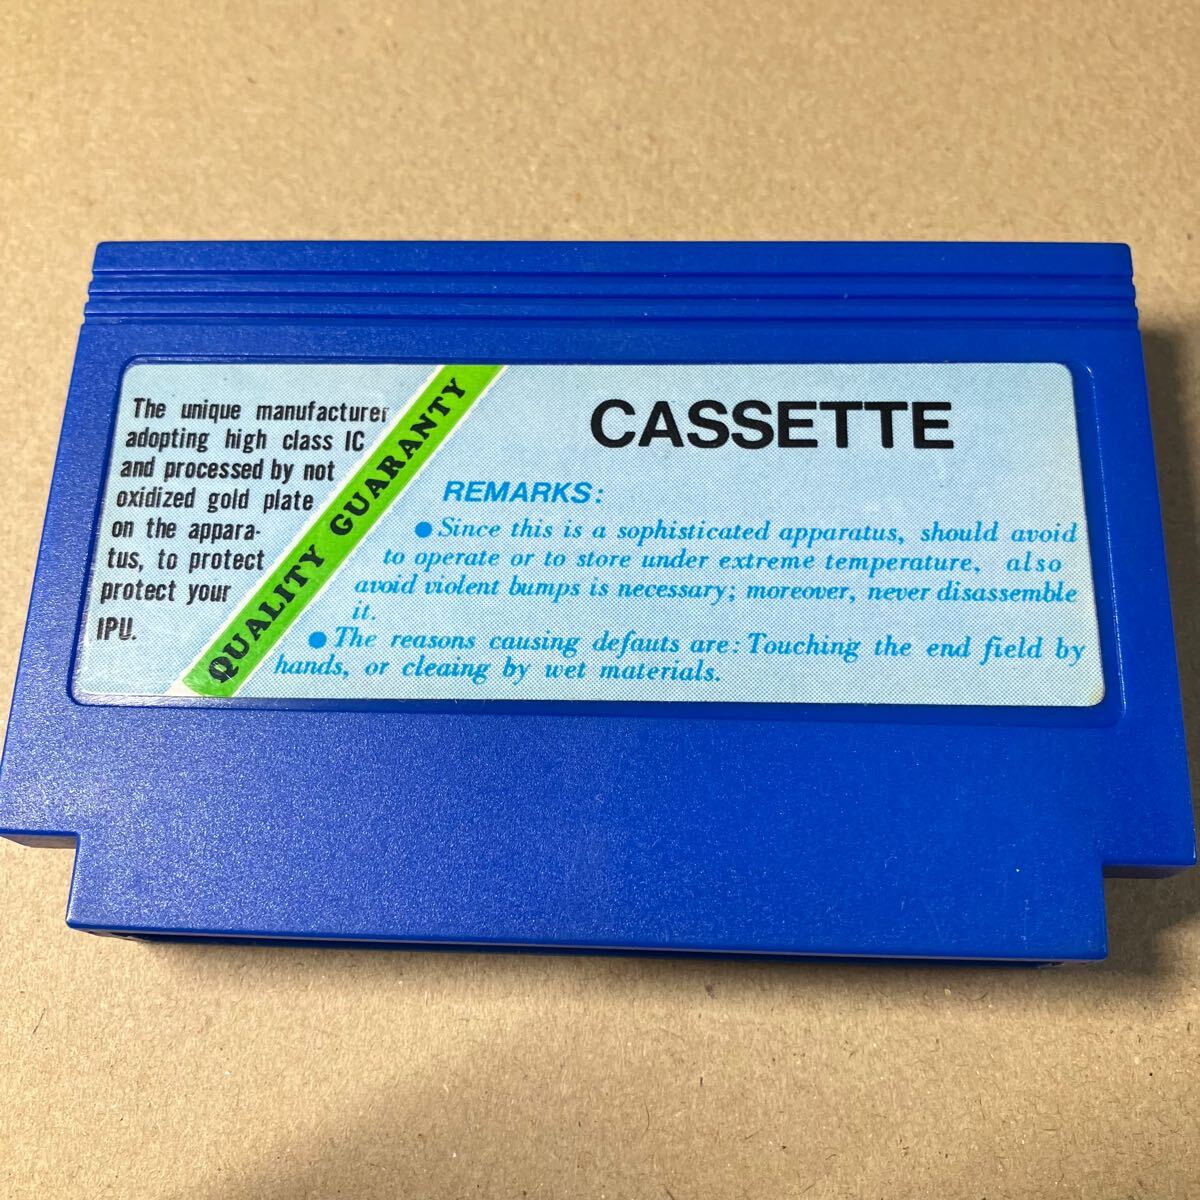 The unique manufacturer
adopting high class IC
and processed by not
oxidized gold plate
on the appara-
tus, to protect
protect your
IPU.
QUALITY GUARANTY
CASSETTE
REMARKS:
● Since this is a sophisticated apparatus, should avoid
to operate or to store under extreme temperature, also
avoid violent bumps is necessary; moreover, never disassemble
it.
● The reasons causing defauts are: Touching the end field by
hands, or cleaing by wet materials.